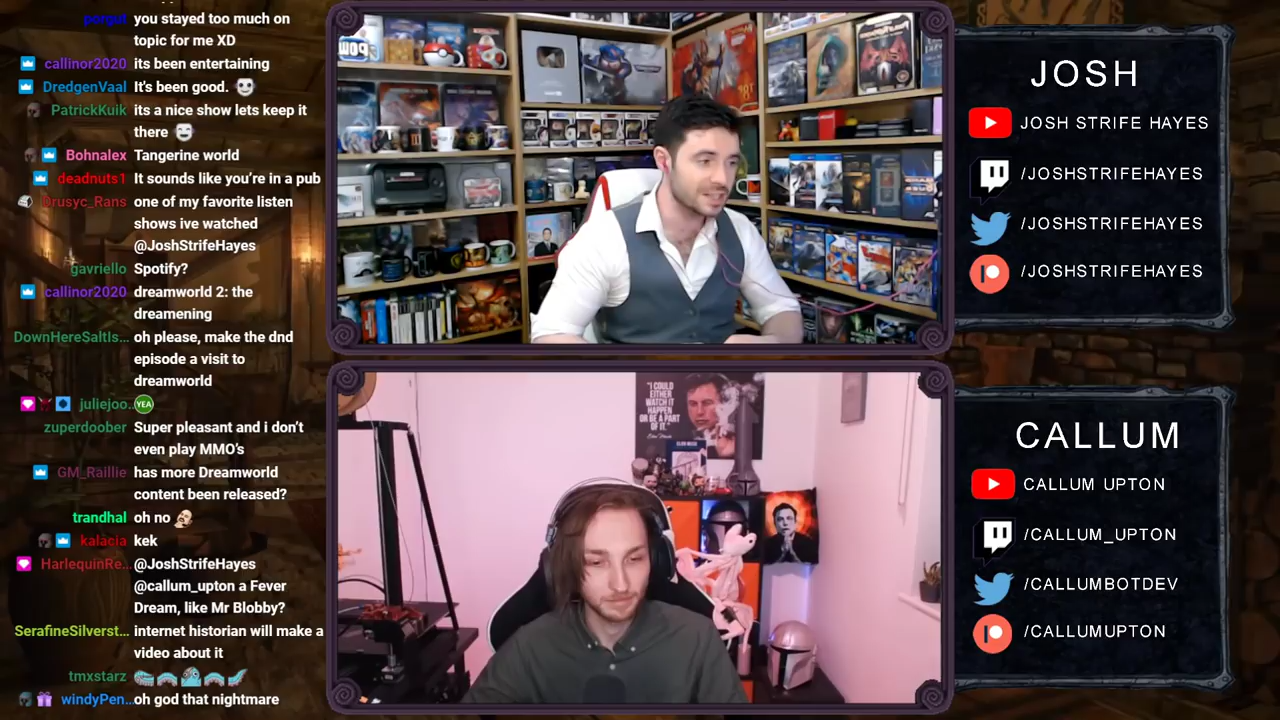 porgut you stayed too much on
topic for me XD
callinor2020 its been entertaining
DredgenVaal It's been good.
PatrickKuik its a nice show lets keep it
there
Bohnalex Tangerine world
deadnuts1 It sounds like you're in a pub
Drusyc_Rans one of my favorite listen
shows ive watched
@JoshStrifeHayes
gavriello Spotify?
callinor2020 dreamworld 2: the
dreamening
DownHereSaltIs... oh please, make the dnd
episode a visit to
dreamworld
juliejoo... YEA
zuperdoober Super pleasant and i don't
even play MMO's
GM_Raillie has more Dreamworld
content been released?
trandhal oh no
kalacia kek
HarlequinRe... @JoshStrifeHayes
@callum_upton a Fever
Dream, like Mr Blobby?
SerafineSilverst... internet historian will make a
video about it
tmxstarz
windyPen... oh god that nightmare
"I COULD
EITHER
WATCH IT
HAPPEN
OR BE A PART
OF IT."
JOSH
JOSH STRIFE HAYES
/JOSHSTRIFEHAYES
/JOSHSTRIFEHAYES
/JOSHSTRIFEHAYES
CALLUM
CALLUM UPTON
/CALLUM_UPTON
/CALLUMBOTDEV
/CALLUMUPTON